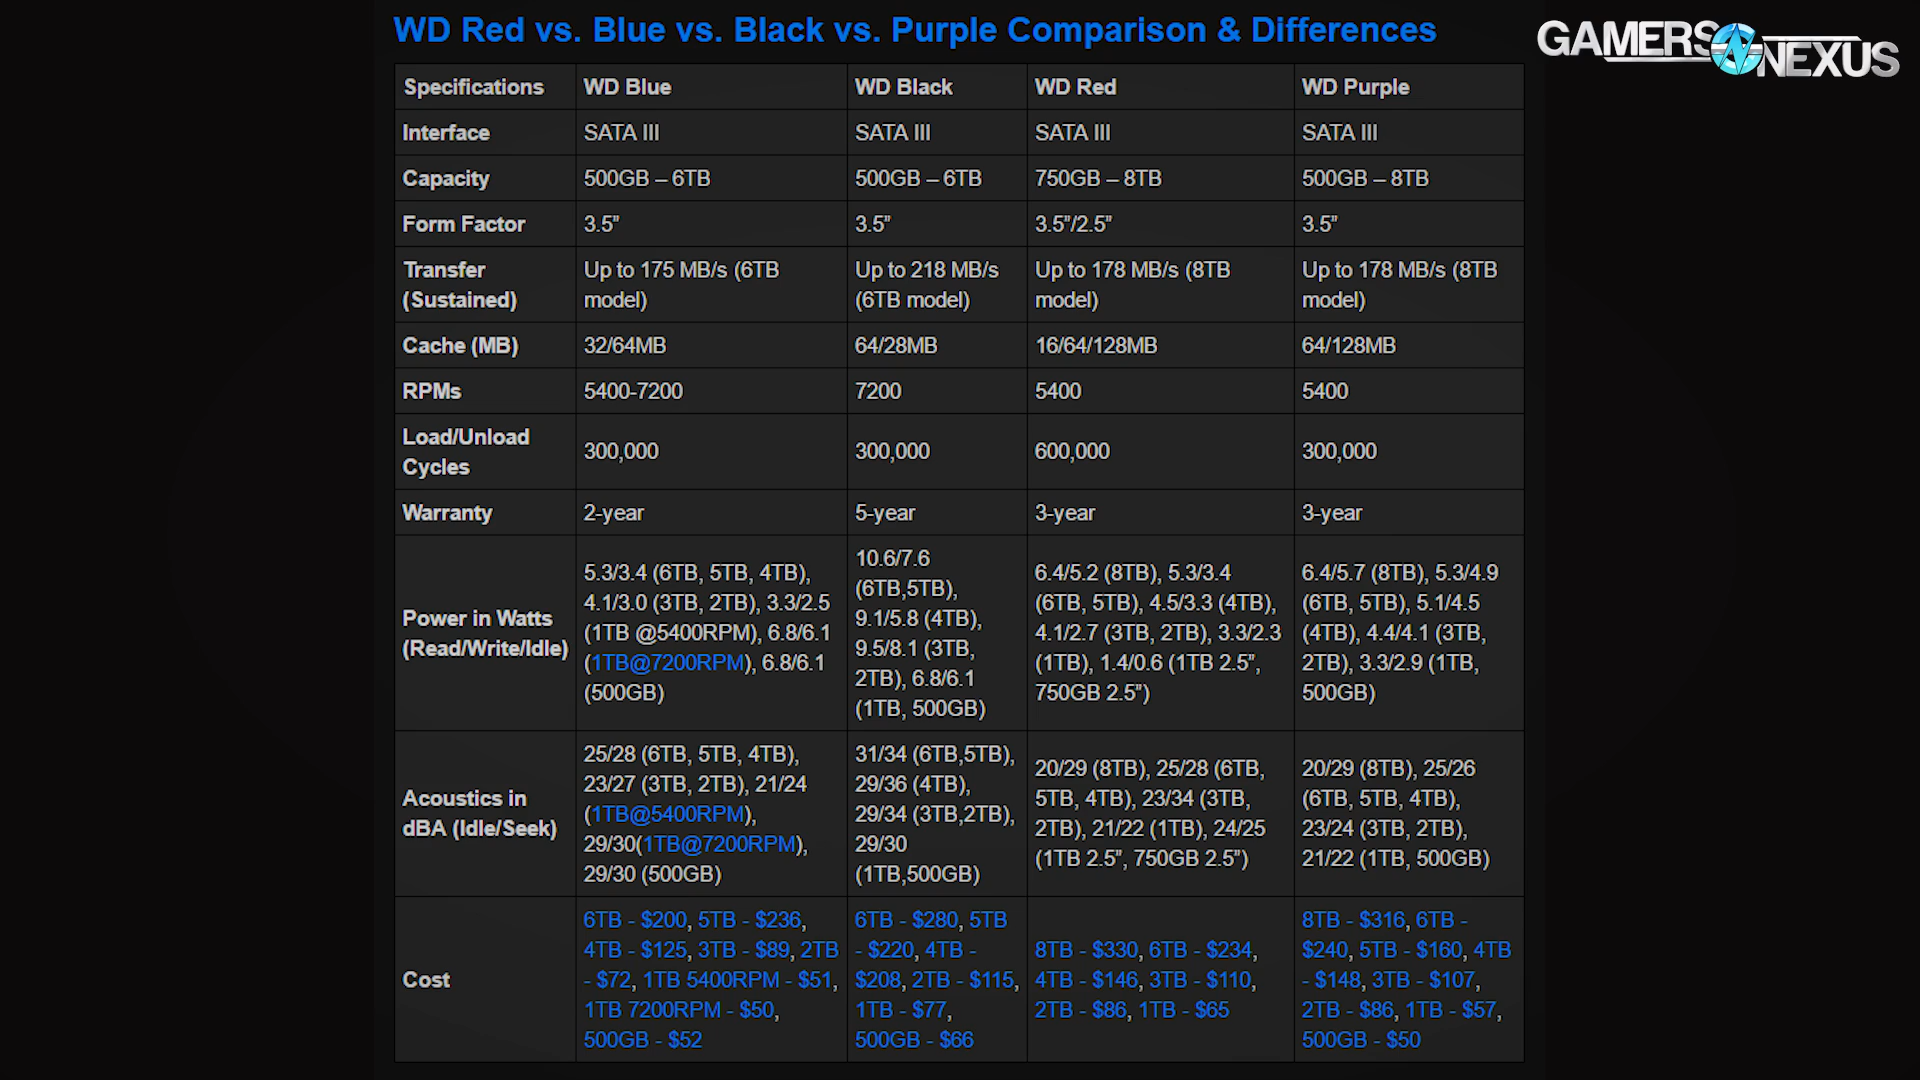 WD Red vs. Blue vs. Black vs. Purple Comparison & Differences
GAMERS NEXUS
Specifications
WD Blue
WD Black
WD Red
WD Purple
Interface
SATA III
SATA III
SATA III
SATA III
Capacity
500GB – 6TB
500GB – 6TB
750GB – 8TB
500GB – 8TB
Form Factor
3.5”
3.5”
3.5”/2.5”
3.5”
Transfer
(Sustained)
Up to 175 MB/s (6TB
model)
Up to 218 MB/s
(6TB model)
Up to 178 MB/s (8TB
model)
Up to 178 MB/s (8TB
model)
Cache (MB)
32/64MB
64/28MB
16/64/128MB
64/128MB
RPMs
5400-7200
7200
5400
5400
Load/Unload
Cycles
300,000
300,000
600,000
300,000
Warranty
2-year
5-year
3-year
3-year
Power in Watts
(Read/Write/Idle)
5.3/3.4 (6TB, 5TB, 4TB),
4.1/3.0 (3TB, 2TB), 3.3/2.5
(1TB @5400RPM), 6.8/6.1
(1TB@7200RPM), 6.8/6.1
(500GB)
10.6/7.6
(6TB,5TB),
9.1/5.8 (4TB),
9.5/8.1 (3TB,
2TB), 6.8/6.1
(1TB, 500GB)
6.4/5.2 (8TB), 5.3/3.4
(6TB, 5TB), 4.5/3.3 (4TB),
4.1/2.7 (3TB, 2TB), 3.3/2.3
(1TB), 1.4/0.6 (1TB 2.5”,
750GB 2.5”)
6.4/5.7 (8TB), 5.3/4.9
(6TB, 5TB), 5.1/4.5
(4TB), 4.4/4.1 (3TB,
2TB), 3.3/2.9 (1TB,
500GB)
Acoustics in
dBA (Idle/Seek)
25/28 (6TB, 5TB, 4TB),
23/27 (3TB, 2TB), 21/24
(1TB@5400RPM),
29/30(1TB@7200RPM),
29/30 (500GB)
31/34 (6TB,5TB),
29/36 (4TB),
29/34 (3TB,2TB),
29/30
(1TB,500GB)
20/29 (8TB), 25/28 (6TB,
5TB, 4TB), 23/34 (3TB,
2TB), 21/22 (1TB), 24/25
(1TB 2.5”, 750GB 2.5”)
20/29 (8TB), 25/26
(6TB, 5TB, 4TB),
23/24 (3TB, 2TB),
21/22 (1TB, 500GB)
Cost
6TB - $200, 5TB - $236,
4TB - $125, 3TB - $89, 2TB
- $72, 1TB 5400RPM - $51,
1TB 7200RPM - $50,
500GB - $52
6TB - $280, 5TB
- $220, 4TB -
$208, 2TB - $115,
1TB - $77,
500GB - $66
8TB - $330, 6TB - $234,
4TB - $146, 3TB - $110,
2TB - $86, 1TB - $65
8TB - $316, 6TB -
$240, 5TB - $160, 4TB
- $148, 3TB - $107,
2TB - $86, 1TB - $57,
500GB - $50